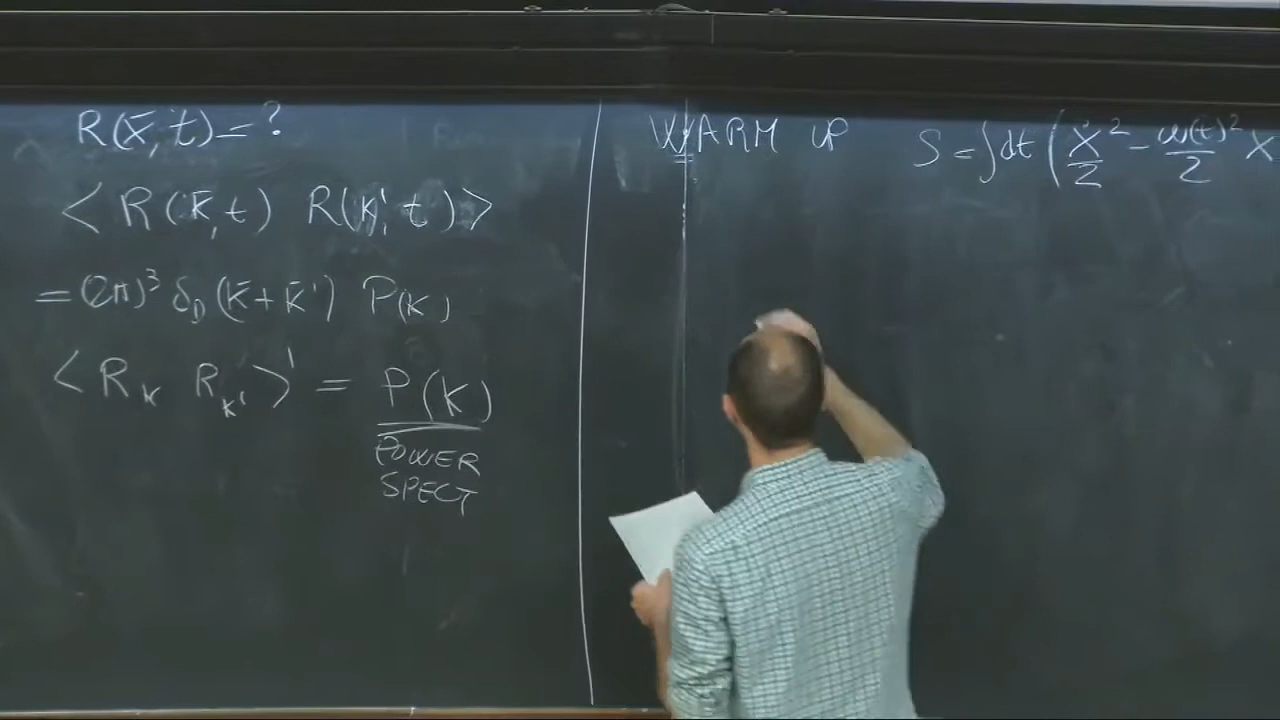 R(x̄, t) = ?
< R(k̄, t) R(k̄', t) >
= (2π)³ δ_D (k̄ + k̄') P(k)
< R_k R_k' >' = P(k)
POWER
SPECT
WARM UP S = ∫dt ( ẋ²/2 - ω(t)²/2 x